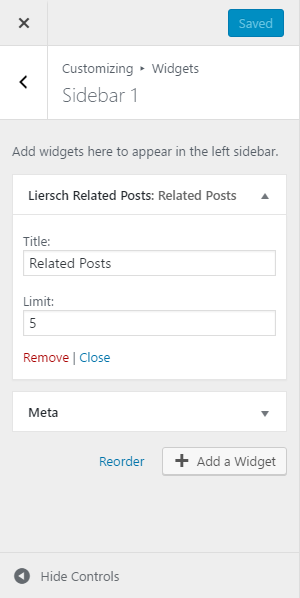 Saved
Customizing ▸ Widgets
Sidebar 1
Add widgets here to appear in the left sidebar.
Liersch Related Posts: Related Posts
Title:
Related Posts
Limit:
5
Remove | Close
Meta
Reorder
Add a Widget
Hide Controls